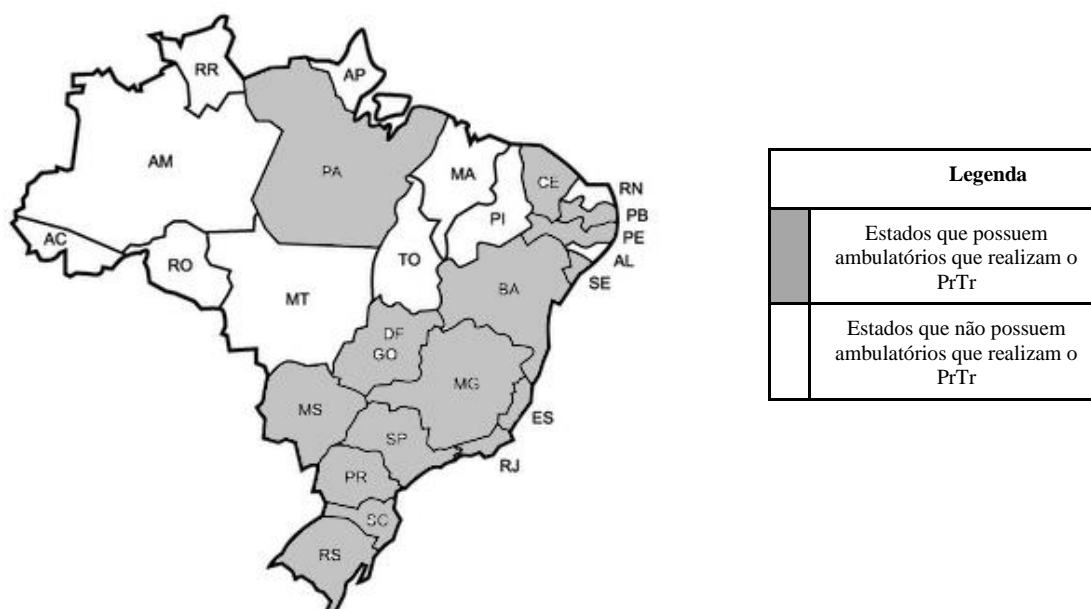 RR
AP
AM
PA
MA
CE
RN
PI
PB
PE
AC
AL
RO
TO
SE
BA
MT
DF
GO
MG
MS
ES
SP
RJ
PR
SC
RS
Legenda
Estados que possuem
ambulatórios que realizam o
PrTr
Estados que não possuem
ambulatórios que realizam o
PrTr